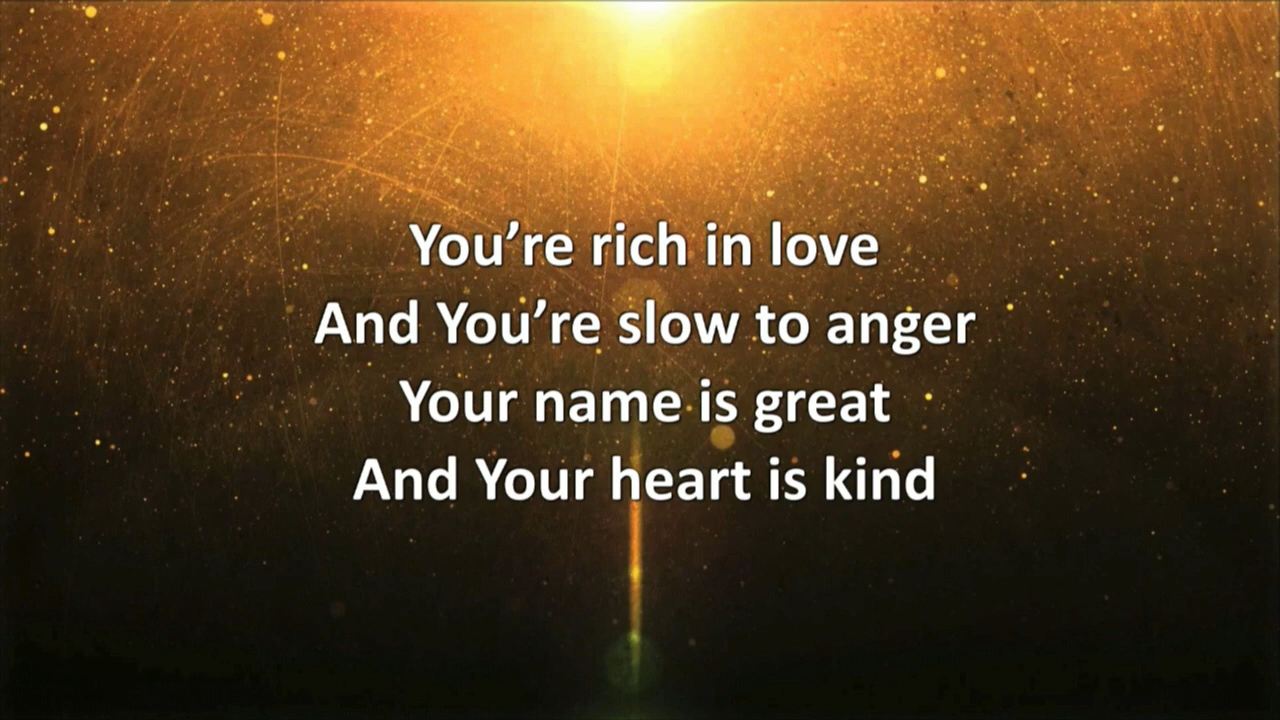 You’re rich in love
And You’re slow to anger
Your name is great
And Your heart is kind